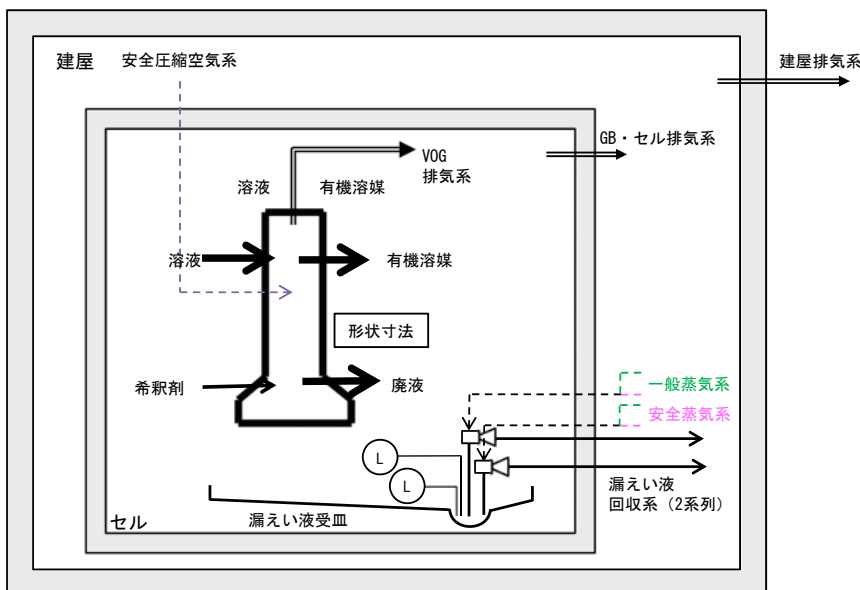 建屋
安全圧縮空気系
建屋排気系
GB・セル排気系
VOG
排気系
溶液
有機溶媒
溶液
有機溶媒
形状寸法
希釈剤
廃液
一般蒸気系
安全蒸気系
L
L
漏えい液
回収系（2系列）
漏えい液受皿
セル